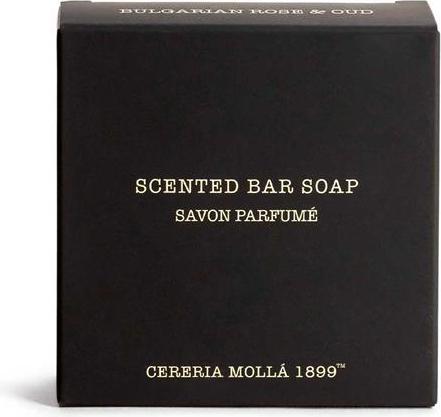 BULGARIAN ROSE & OUD
SCENTED BAR SOAP
SAVON PARFUMÉ
CERERIA MOLLÁ 1899™